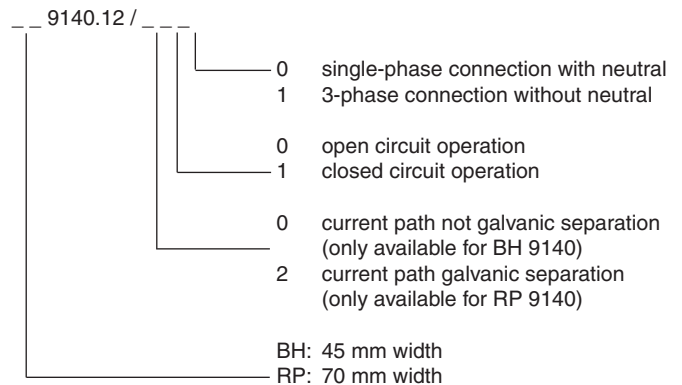 _ _ 9140.12 / _ _ _
0 single-phase connection with neutral
1 3-phase connection without neutral
0 open circuit operation
1 closed circuit operation
0 current path not galvanic separation
(only available for BH 9140)
2 current path galvanic separation
(only available for RP 9140)
BH: 45 mm width
RP: 70 mm width